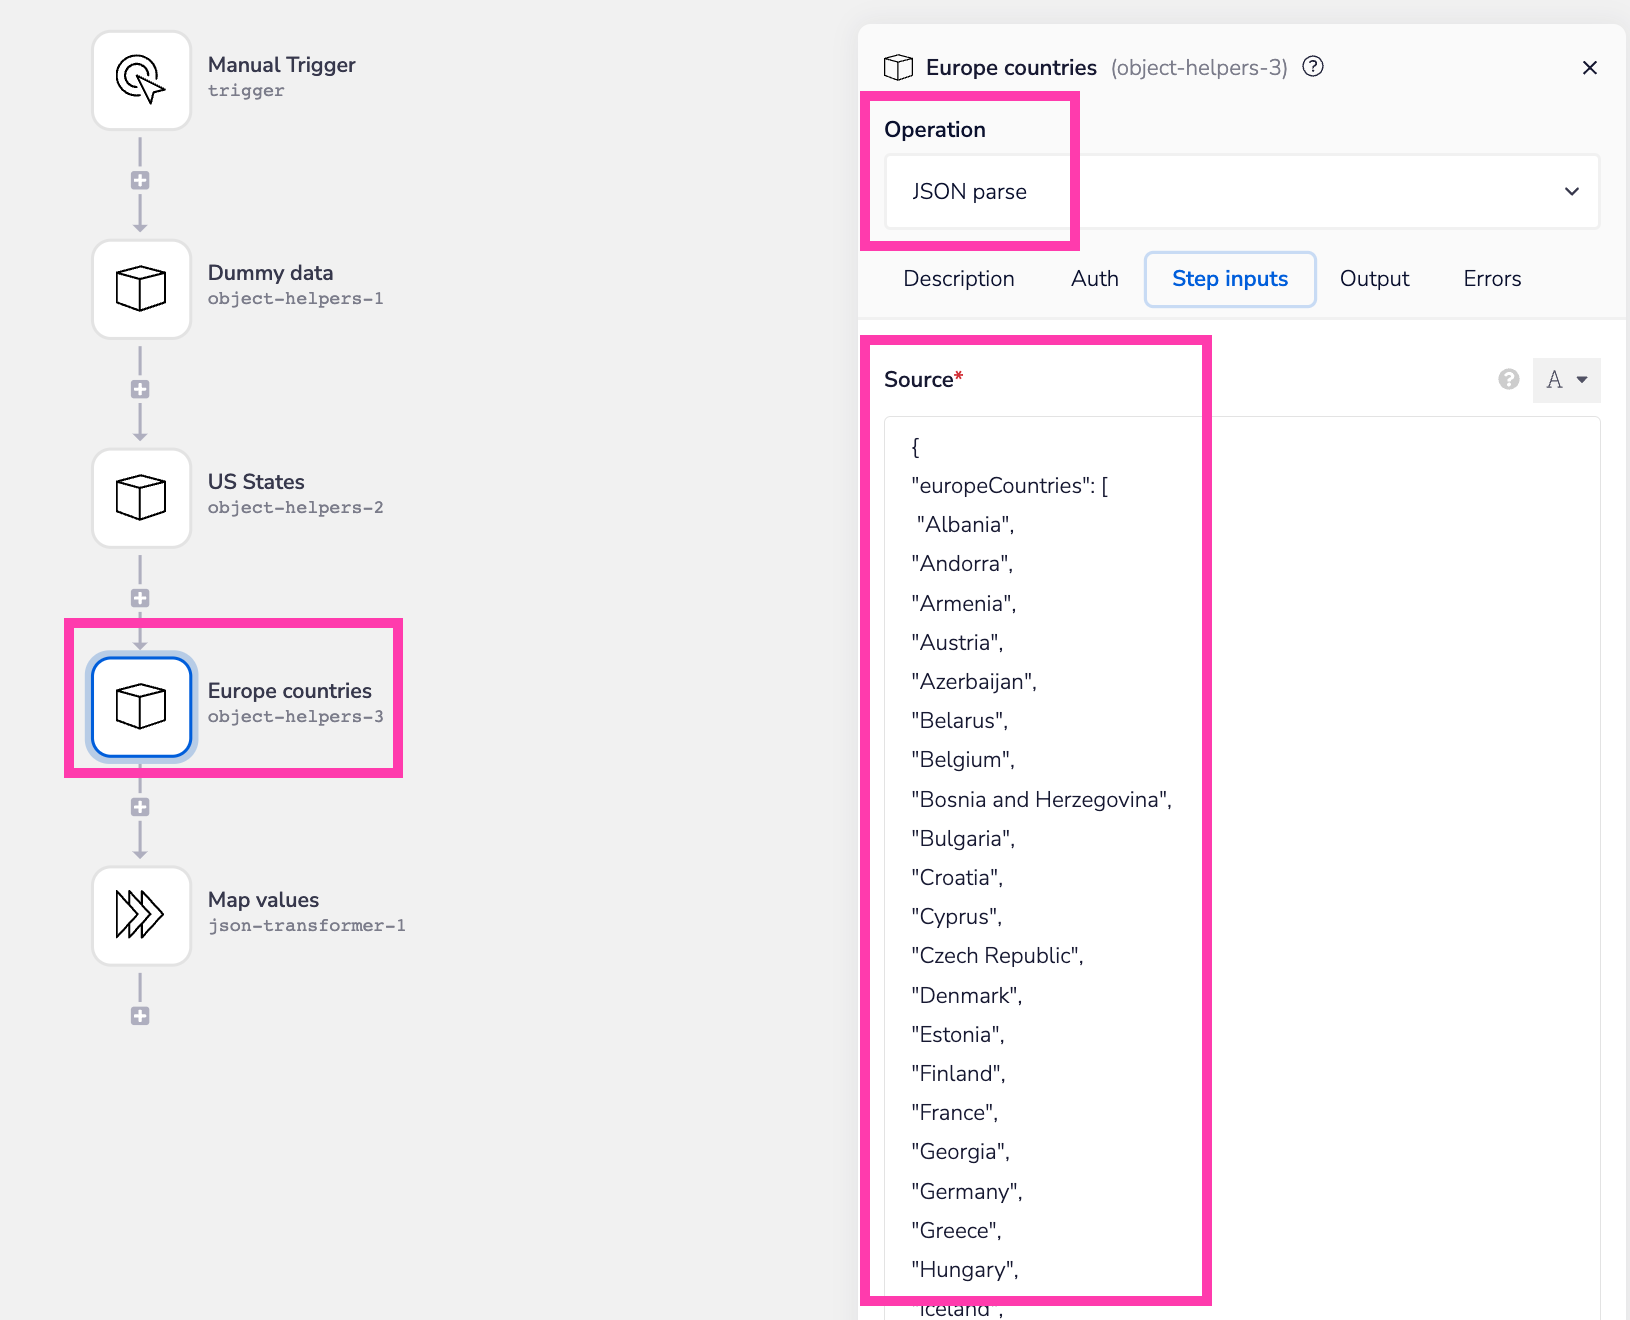 Manual Trigger
trigger
Dummy data
object-helpers-1
US States
object-helpers-2
Europe countries
object-helpers-3
Map values
json-transformer-1
Europe countries (object-helpers-3) ?
Operation
JSON parse
Description Auth Step inputs Output Errors
Source* ? A
{
"europeCountries": [
"Albania",
"Andorra",
"Armenia",
"Austria",
"Azerbaijan",
"Belarus",
"Belgium",
"Bosnia and Herzegovina",
"Bulgaria",
"Croatia",
"Cyprus",
"Czech Republic",
"Denmark",
"Estonia",
"Finland",
"France",
"Georgia",
"Germany",
"Greece",
"Hungary",
"Iceland",